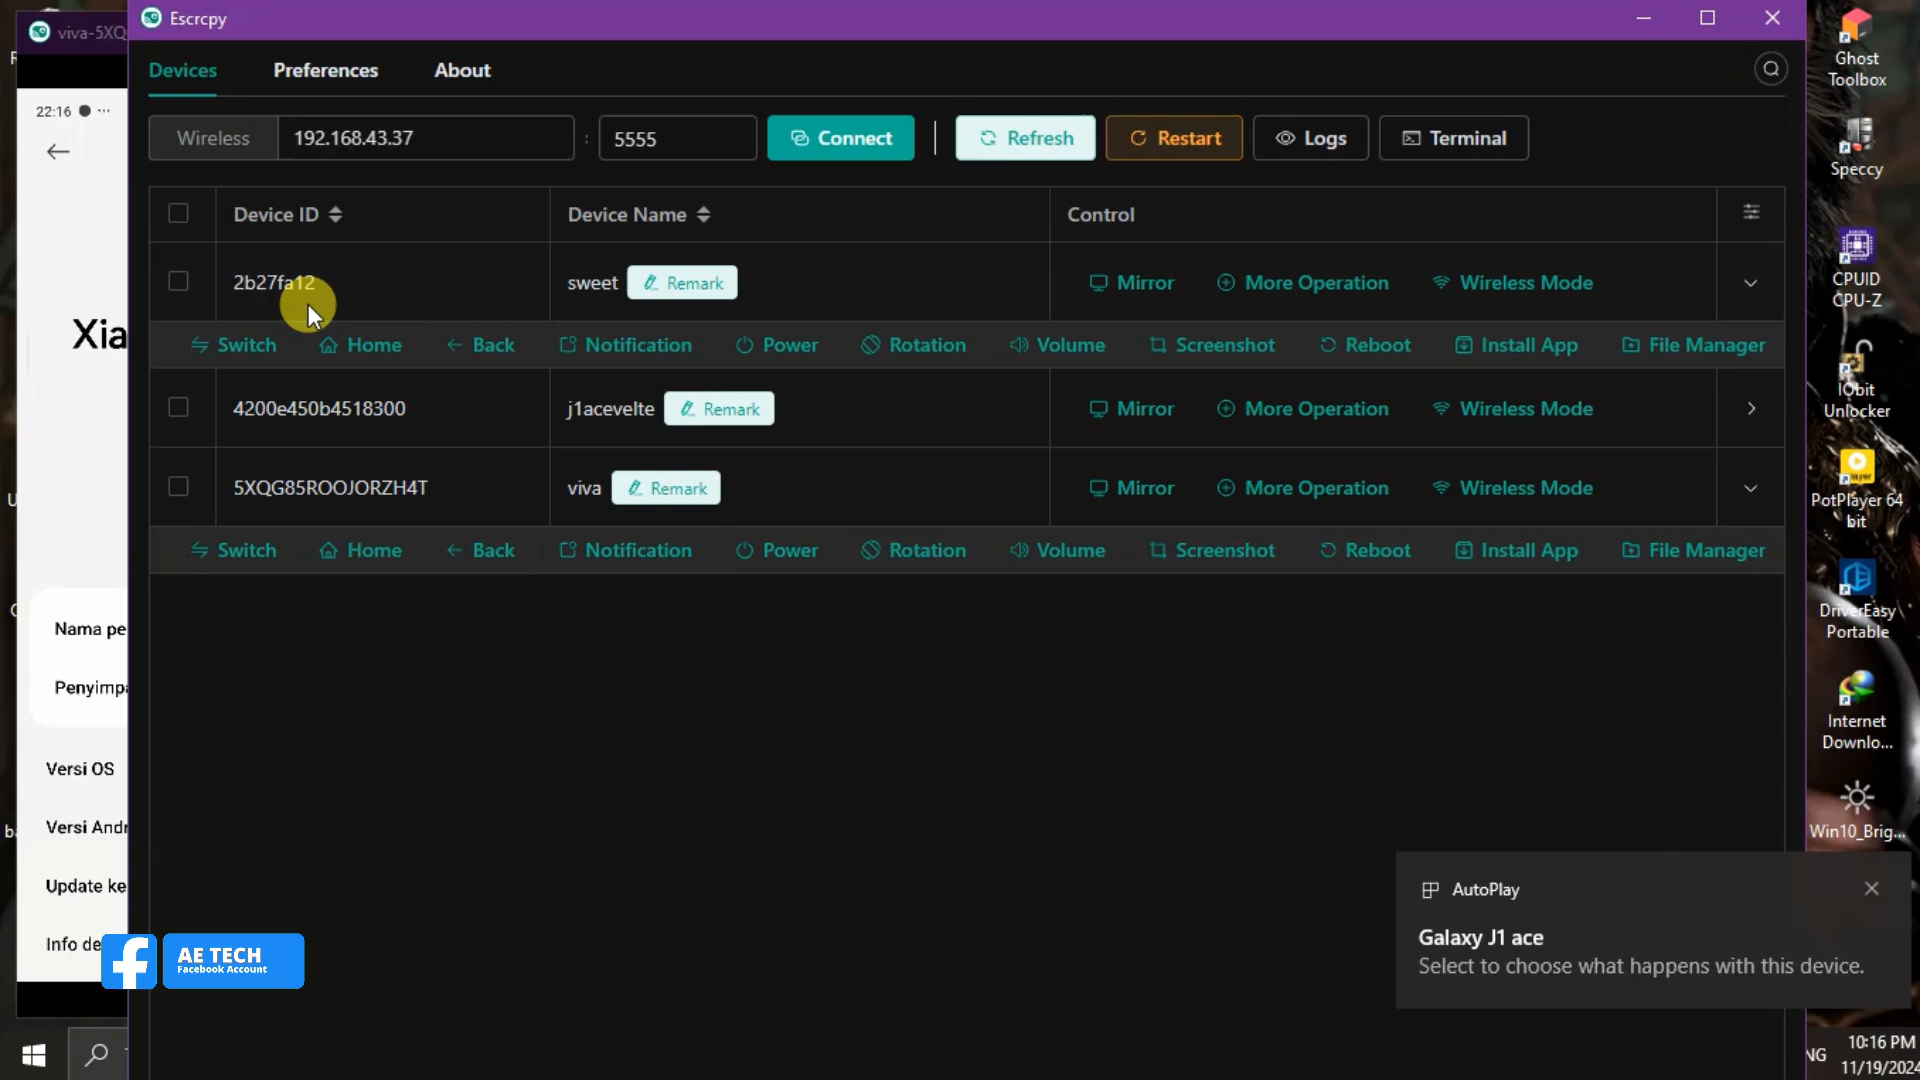 viva-5XQ
Escrcpy
Devices
Preferences
About
Wireless
192.168.43.37
:
5555
Connect
Refresh
Restart
Logs
Terminal
Device ID
Device Name
Control
2b27fa12
sweet
Remark
Mirror
More Operation
Wireless Mode
Switch
Home
Back
Notification
Power
Rotation
Volume
Screenshot
Reboot
Install App
File Manager
4200e450b4518300
j1acevelte
Remark
Mirror
More Operation
Wireless Mode
5XQG85ROOJORZH4T
viva
Remark
Mirror
More Operation
Wireless Mode
Switch
Home
Back
Notification
Power
Rotation
Volume
Screenshot
Reboot
Install App
File Manager
22:16
Xia
Nama pe
Penyimpa
Versi OS
Versi Andr
Update ke
Info de
AE TECH
Facebook Account
AutoPlay
Galaxy J1 ace
Select to choose what happens with this device.
Ghost
Toolbox
Speccy
CPUID
CPU-Z
IObit
Unlocker
PotPlayer 64
bit
DriverEasy
Portable
Internet
Downlo...
Win10_Brig...
NG
10:16 PM
11/19/2024